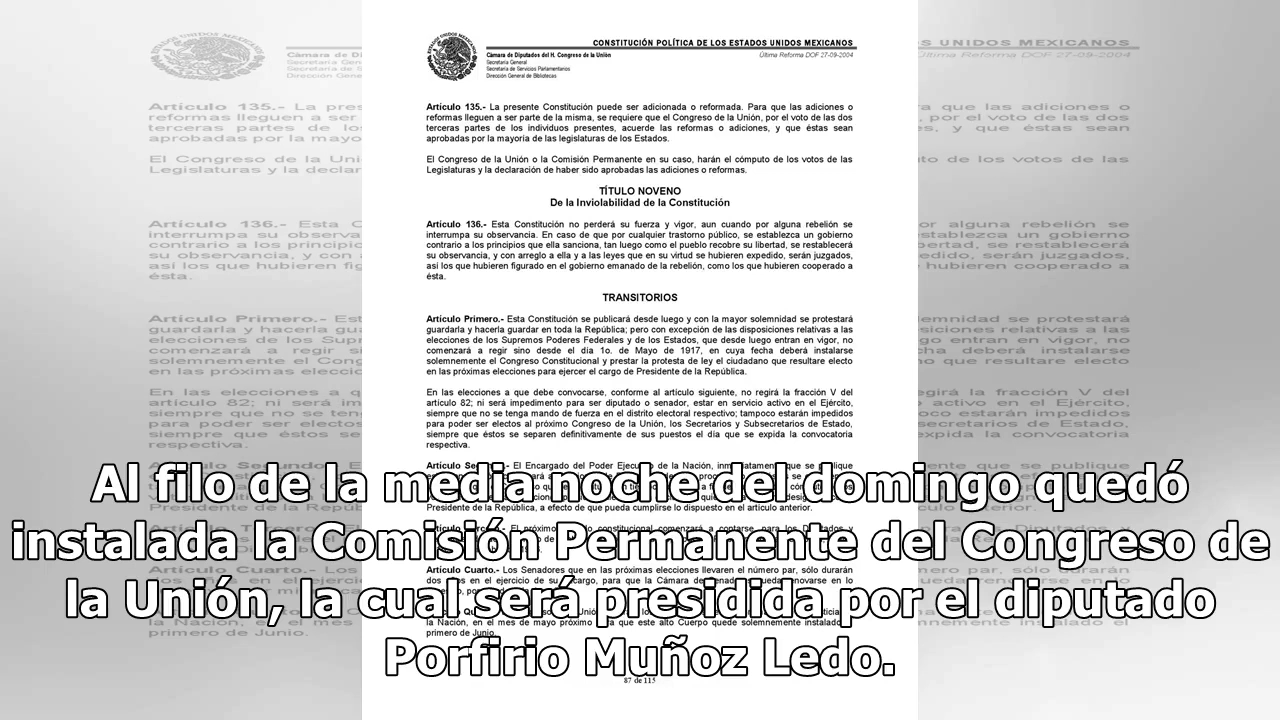 CONSTITUCIÓN POLÍTICA DE LOS ESTADOS UNIDOS MEXICANOS
Cámara de Diputados del H. Congreso de la Unión
Última Reforma DOF 27-09-2004
Secretaría General
Secretaría de Servicios Parlamentarios
Dirección General de Bibliotecas
Artículo 135.- La presente Constitución puede ser adicionada o reformada. Para que las adiciones o
reformas lleguen a ser parte de la misma, se requiere que el Congreso de la Unión, por el voto de las dos
terceras partes de los individuos presentes, acuerde las reformas o adiciones, y que éstas sean
aprobadas por la mayoría de las legislaturas de los Estados.
El Congreso de la Unión o la Comisión Permanente en su caso, harán el cómputo de los votos de las
Legislaturas y la declaración de haber sido aprobadas las adiciones o reformas.
TÍTULO NOVENO
De la Inviolabilidad de la Constitución
Artículo 136.- Esta Constitución no perderá su fuerza y vigor, aun cuando por alguna rebelión se
interrumpa su observancia. En caso de que por cualquier trastorno público, se establezca un gobierno
contrario a los principios que ella sanciona, tan luego como el pueblo recobre su libertad, se restablecerá
su observancia, y con arreglo a ella y a las leyes que en su virtud se hubieren expedido, serán juzgados,
así los que hubieren figurado en el gobierno emanado de la rebelión, como los que hubieren cooperado a
ésta.
TRANSITORIOS
Artículo Primero.- Esta Constitución se publicará desde luego y con la mayor solemnidad se protestará
guardarla y hacerla guardar en toda la República; pero con excepción de las disposiciones relativas a las
elecciones de los Supremos Poderes Federales y de los Estados, que desde luego entran en vigor, no
comenzará a regir sino desde el día 1o. de Mayo de 1917, en cuya fecha deberá instalarse
solemnemente el Congreso Constitucional y prestar la protesta de ley el ciudadano que resultare electo
en las próximas elecciones para ejercer el cargo de Presidente de la República.
En las elecciones a que debe convocarse, conforme al artículo siguiente, no regirá la fracción V del
artículo 82; ni será impedimento para ser diputado o senador, estar en servicio activo en el Ejército,
siempre que no se tenga mando de fuerza en el distrito electoral respectivo; tampoco estarán impedidos
para poder ser electos al próximo Congreso de la Unión, los Secretarios y Subsecretarios de Estado,
siempre que éstos se separen definitivamente de sus puestos el día que se expida la convocatoria
respectiva.
El Encargado del Poder
Presidente de la República, a efecto de que pueda cumplirse lo dispuesto en el artículo anterior.
Artículo Cuarto.- Los Senadores que en las próximas elecciones llevaren el número par, sólo durarán
la Nación, en el mes de mayo próximo que este alto Cuerpo quede solemnemente instalado
primero de Junio.
Al filo de la media noche del domingo quedó
instalada la Comisión Permanente del Congreso de
la Unión, la cual será presidida por el diputado
Porfirio Muñoz Ledo.
87 de 115